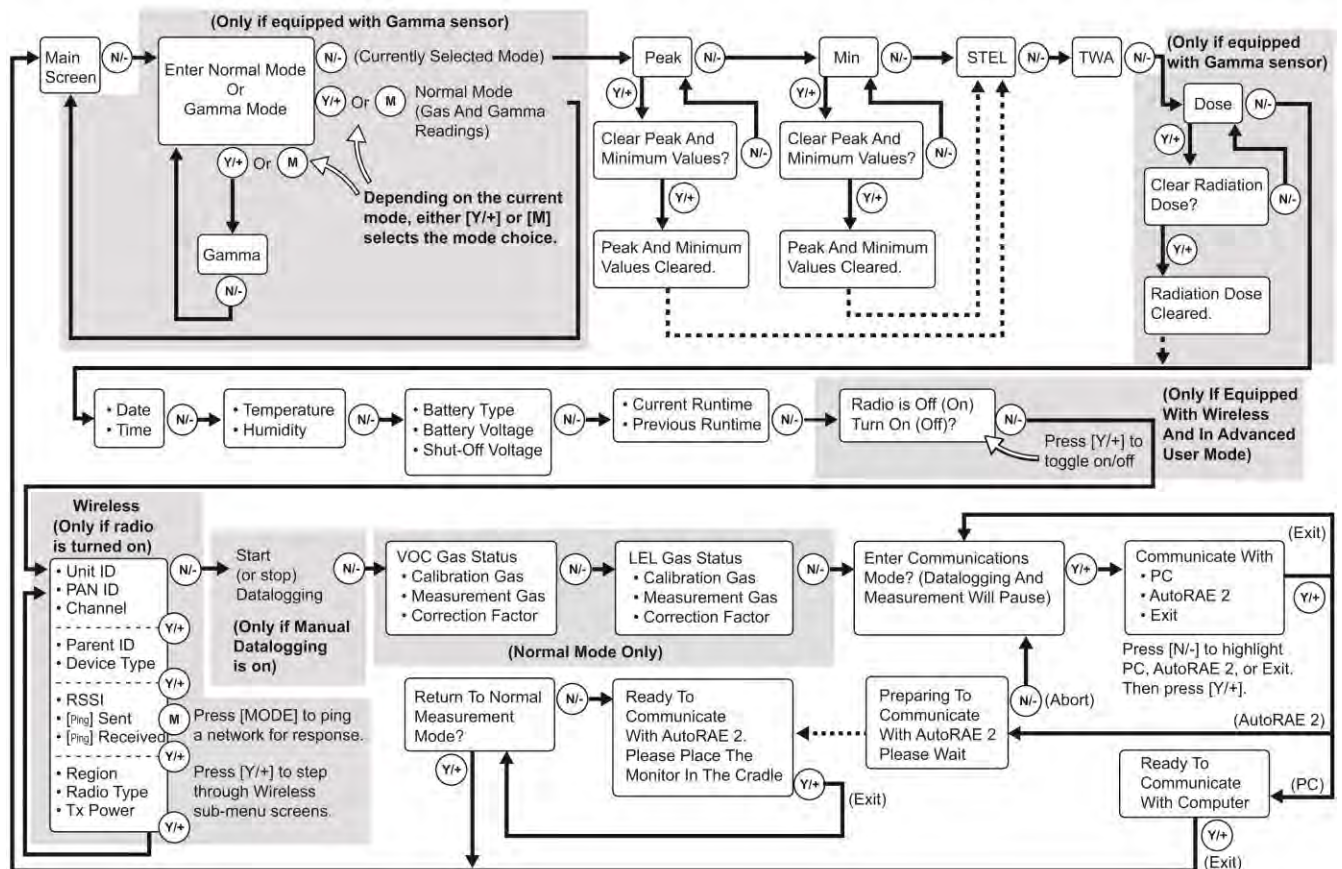 (Only if equipped with Gamma sensor)
Main
Screen
N/-
Enter Normal Mode
Or
Gamma Mode
N/-
(Currently Selected Mode)
Y/+ Or M
Normal Mode
(Gas And Gamma
Readings)
Y/+ Or M
Depending on the current
mode, either [Y/+] or [M]
selects the mode choice.
Gamma
N/-
Peak
N/-
Y/+
Clear Peak And
Minimum Values?
N/-
Y/+
Peak And Minimum
Values Cleared.
Min
N/-
Y/+
Clear Peak And
Minimum Values?
N/-
Y/+
Peak And Minimum
Values Cleared.
STEL
N/-
TWA
N/-
(Only if equipped
with Gamma sensor)
Dose
N/-
Y/+
Clear Radiation
Dose?
N/-
Y/+
Radiation Dose
Cleared.
• Date
• Time
N/-
• Temperature
• Humidity
N/-
• Battery Type
• Battery Voltage
• Shut-Off Voltage
N/-
• Current Runtime
• Previous Runtime
N/-
Radio is Off (On)
Turn On (Off)?
N/-
Press [Y/+] to
toggle on/off
(Only If Equipped
With Wireless
And In Advanced
User Mode)
Wireless
(Only if radio
is turned on)
• Unit ID
• PAN ID
• Channel
N/-
Y/+
• Parent ID
• Device Type
Y/+
• RSSI
• [Ping] Sent
• [Ping] Received
M
Press [MODE] to ping
a network for response.
Y/+
• Region
• Radio Type
• Tx Power
Y/+
Press [Y/+] to step
through Wireless
sub-menu screens.
Start
(or stop)
Datalogging
N/-
(Only if Manual
Datalogging
is on)
VOC Gas Status
• Calibration Gas
• Measurement Gas
• Correction Factor
N/-
LEL Gas Status
• Calibration Gas
• Measurement Gas
• Correction Factor
N/-
(Normal Mode Only)
Enter Communications
Mode? (Datalogging And
Measurement Will Pause)
Y/+
Communicate With
• PC
• AutoRAE 2
• Exit
(Exit)
Y/+
Press [N/-] to highlight
PC, AutoRAE 2, or Exit.
Then press [Y/+].
(AutoRAE 2)
(PC)
Return To Normal
Measurement
Mode?
N/-
Y/+
Ready To
Communicate
With AutoRAE 2.
Please Place The
Monitor In The Cradle
Y/+
(Exit)
Preparing To
Communicate
With AutoRAE 2
Please Wait
N/-
(Abort)
Ready To
Communicate
With Computer
Y/+
(Exit)